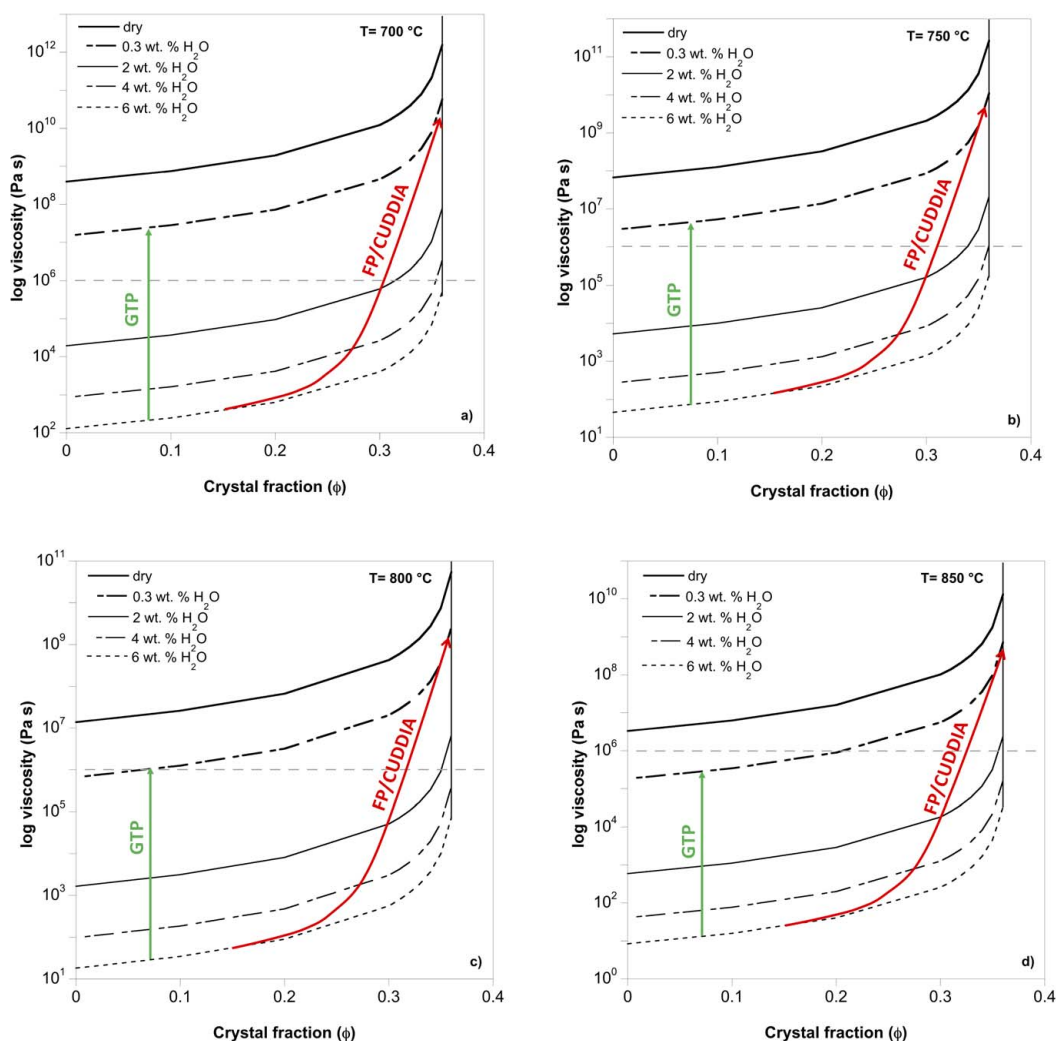 dry
T= 700 °C
0.3 wt. % H2O
2 wt. % H2O
4 wt. % H2O
6 wt. % H2O
10^12
10^10
10^8
10^6
10^4
10^2
log viscosity (Pa s)
GTP
FP/CUDDIA
a)
0 0.1 0.2 0.3 0.4
Crystal fraction (ϕ)
dry
T= 750 °C
0.3 wt. % H2O
2 wt. % H2O
4 wt. % H2O
6 wt. % H2O
10^11
10^9
10^7
10^5
10^3
10^1
log viscosity (Pa s)
GTP
FP/CUDDIA
b)
0 0.1 0.2 0.3 0.4
Crystal fraction (ϕ)
dry
T= 800 °C
0.3 wt. % H2O
2 wt. % H2O
4 wt. % H2O
6 wt. % H2O
10^11
10^9
10^7
10^5
10^3
10^1
log viscosity (Pa s)
GTP
FP/CUDDIA
c)
0 0.1 0.2 0.3 0.4
Crystal fraction (ϕ)
dry
T= 850 °C
0.3 wt. % H2O
2 wt. % H2O
4 wt. % H2O
6 wt. % H2O
10^10
10^8
10^6
10^4
10^2
10^0
log viscosity (Pa s)
GTP
FP/CUDDIA
d)
0 0.1 0.2 0.3 0.4
Crystal fraction (ϕ)